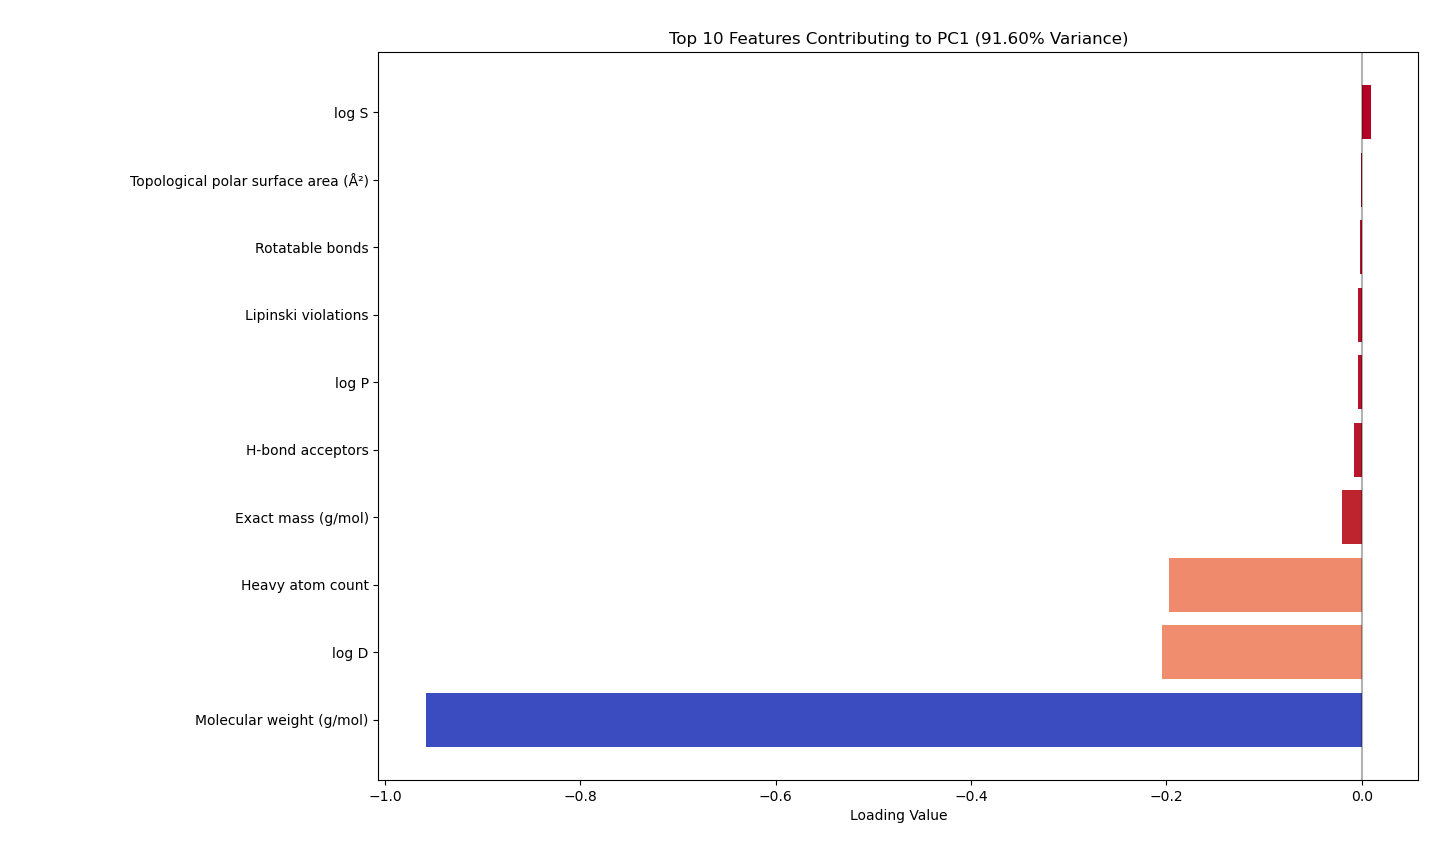 Top 10 Features Contributing to PC1 (91.60% Variance)
log S
Topological polar surface area (Å²)
Rotatable bonds
Lipinski violations
log P
H-bond acceptors
Exact mass (g/mol)
Heavy atom count
log D
Molecular weight (g/mol)
−1.0 −0.8 −0.6 −0.4 −0.2 0.0
Loading Value